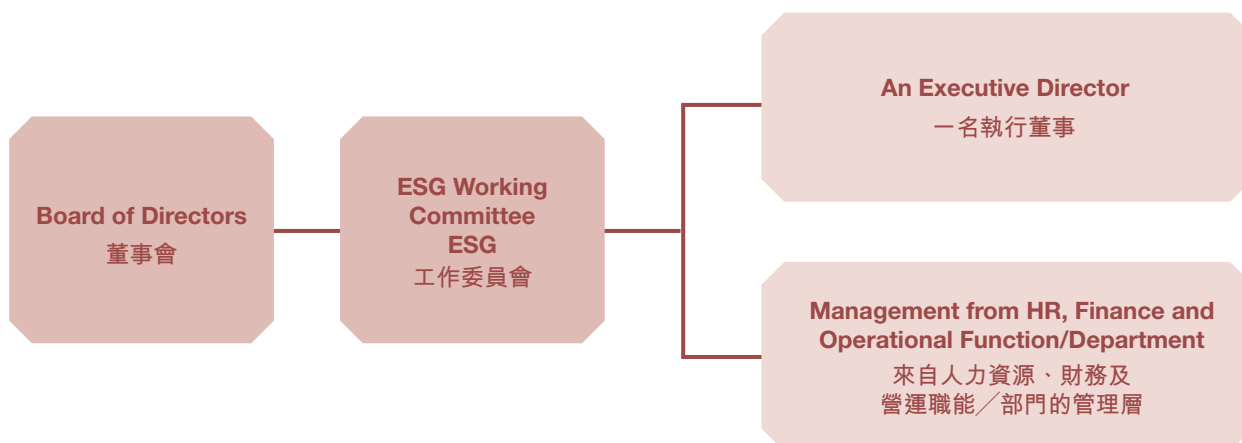 Board of Directors
董事會
ESG Working
Committee
ESG
工作委員會
An Executive Director
一名執行董事
Management from HR, Finance and
Operational Function/Department
來自人力資源、財務及
營運職能╱部門的管理層